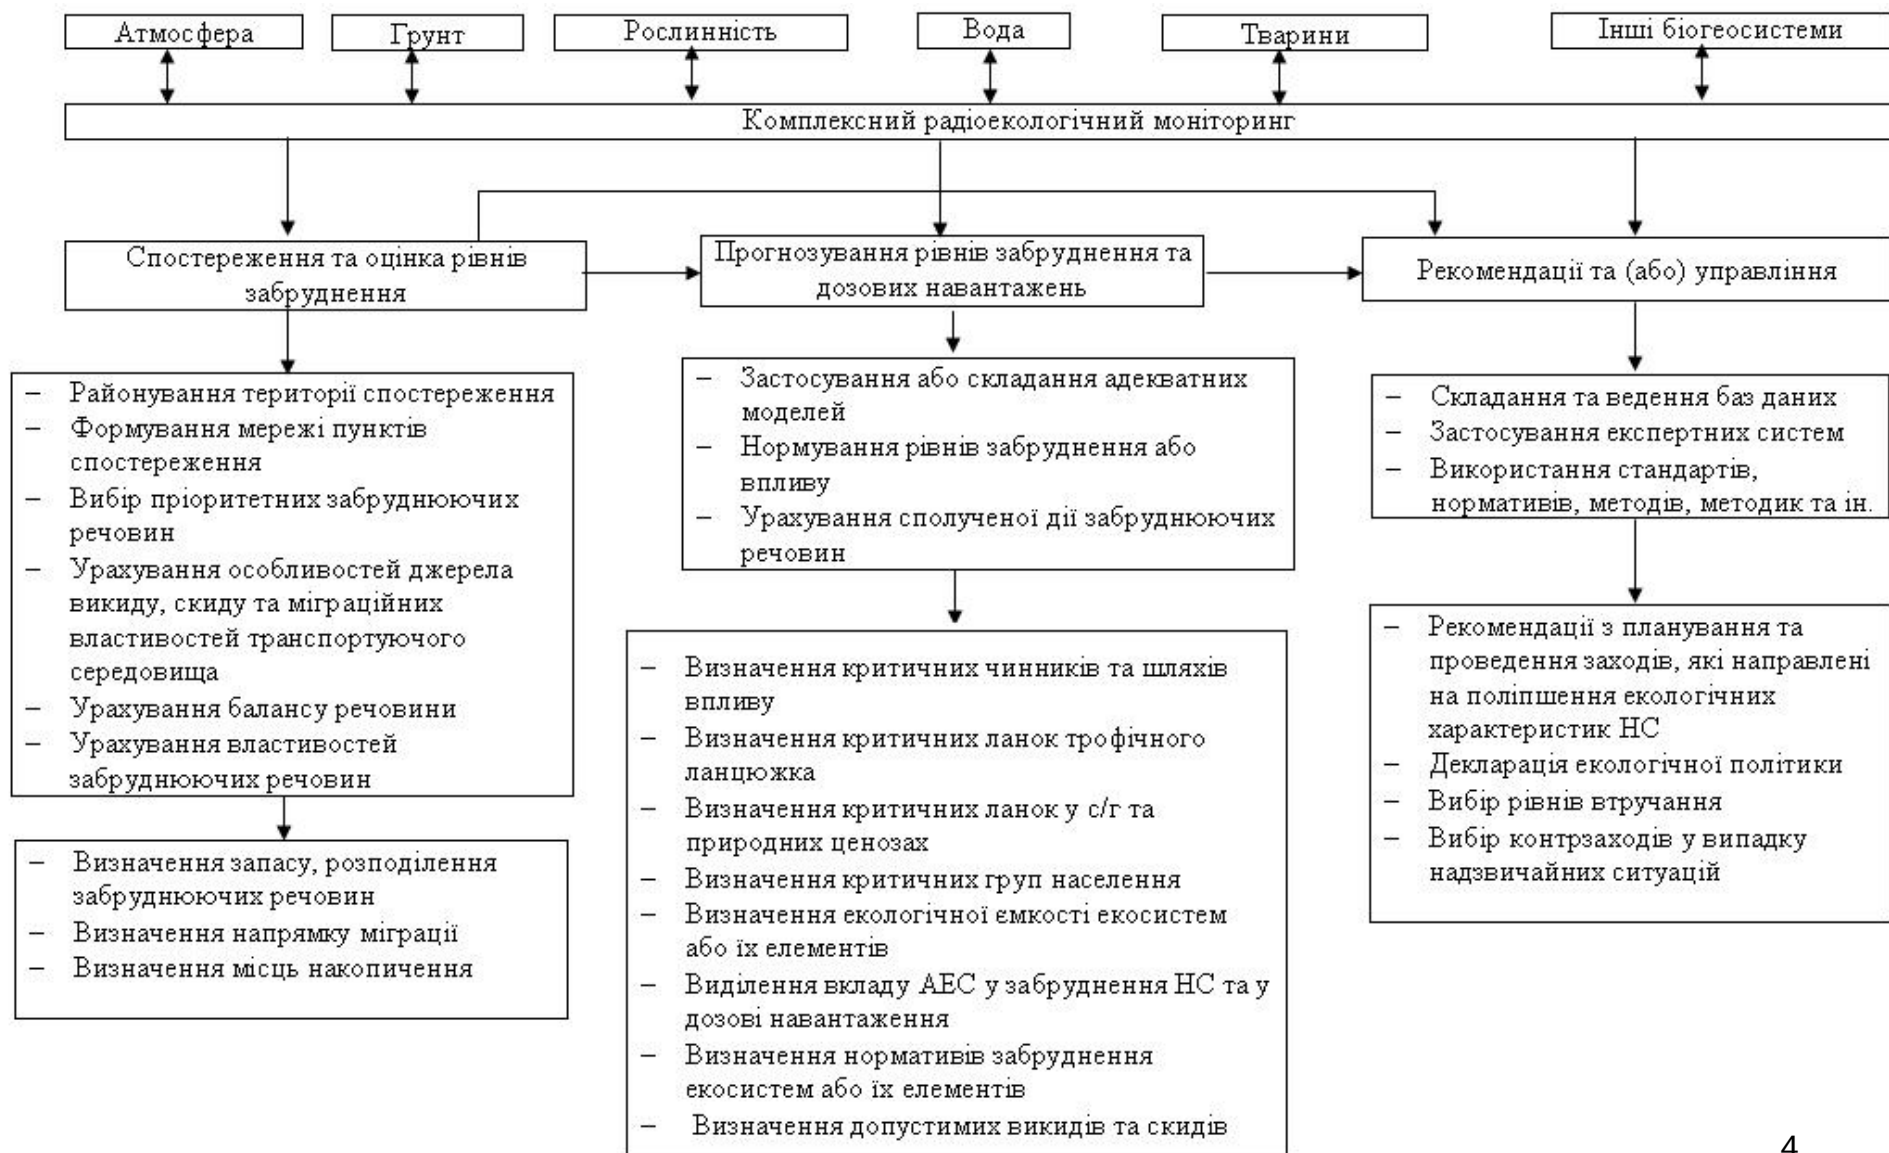 Атмосфера
Грунт
Рослинність
Вода
Тварини
Інші біогеосистеми
Комплексний радіоекологічний моніторинг
Спостереження та оцінка рівнів
забруднення
Прогнозування рівнів забруднення та
дозових навантажень
Рекомендації та (або) управління
– Районування території спостереження
– Формування мережі пунктів
спостереження
– Вибір пріоритетних забруднюючих
речовин
– Урахування особливостей джерела
викиду, скиду та міграційних
властивостей транспортуючого
середовища
– Урахування балансу речовини
– Урахування властивостей
забруднюючих речовин
– Визначення запасу, розподілення
забруднюючих речовин
– Визначення напрямку міграції
– Визначення місць накопичення
– Застосування або складання адекватних
моделей
– Нормування рівнів забруднення або
впливу
– Урахування сполученої дії забруднюючих
речовин
– Визначення критичних чинників та шляхів
впливу
– Визначення критичних ланок трофічного
ланцюжка
– Визначення критичних ланок у с/г та
природних ценозах
– Визначення критичних груп населення
– Визначення екологічної ємкості екосистем
або їх елементів
– Виділення вкладу АЕС у забруднення НС та у
дозові навантаження
– Визначення нормативів забруднення
екосистем або їх елементів
– Визначення допустимих викидів та скидів
– Складання та ведення баз даних
– Застосування експертних систем
– Використання стандартів,
нормативів, методів, методик та ін.
– Рекомендації з планування та
проведення заходів, які направлені
на поліпшення екологічних
характеристик НС
– Декларація екологічної політики
– Вибір рівнів втручання
– Вибір контрзаходів у випадку
надзвичайних ситуацій
4